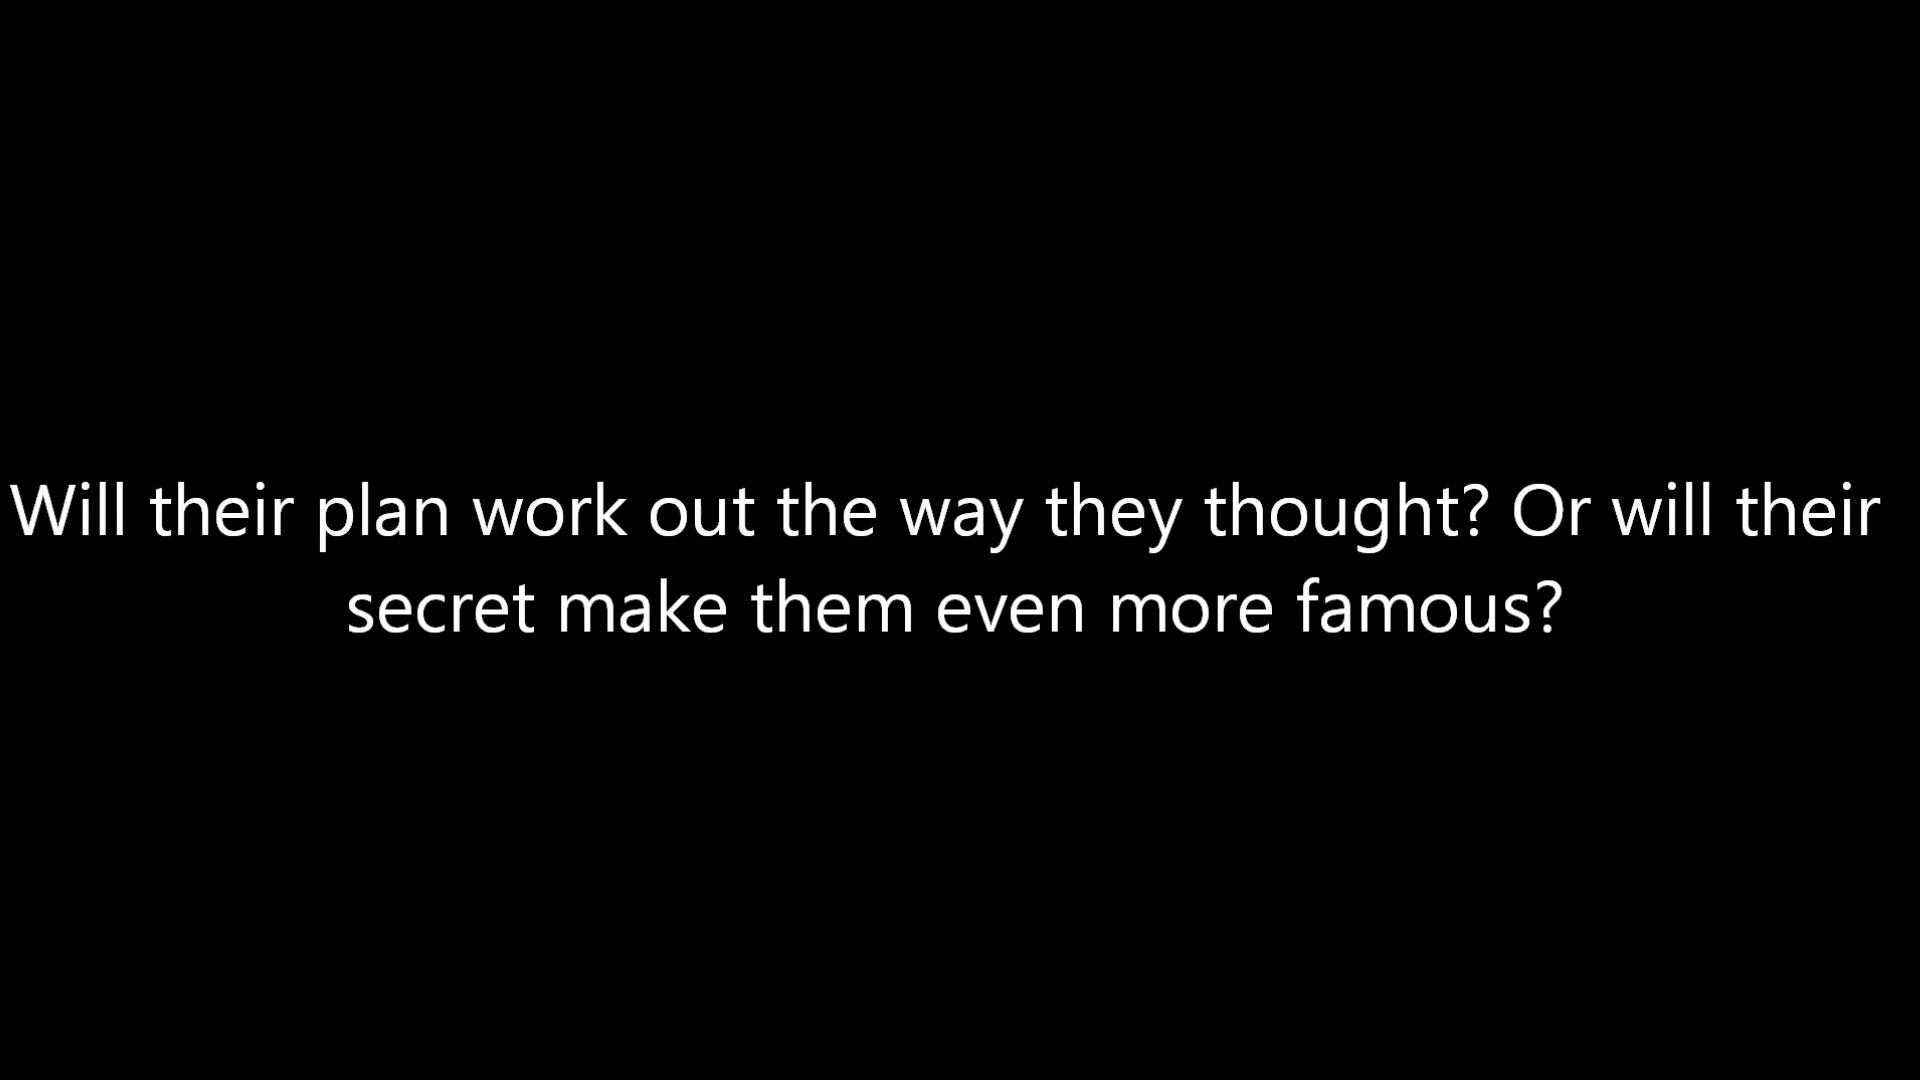 Will their plan work out the way they thought? Or will their
secret make them even more famous?